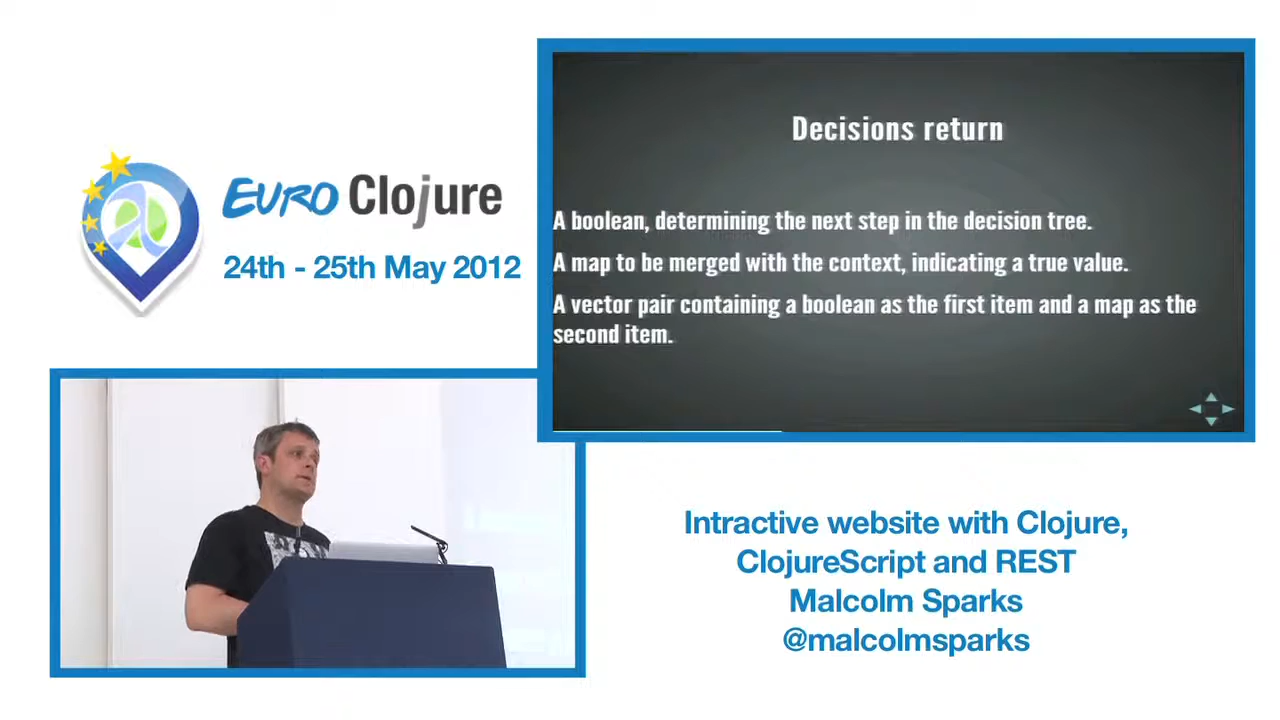 EURO Clojure
24th - 25th May 2012
Decisions return
A boolean, determining the next step in the decision tree.
A map to be merged with the context, indicating a true value.
A vector pair containing a boolean as the first item and a map as the
second item.
Intractive website with Clojure,
ClojureScript and REST
Malcolm Sparks
@malcolmsparks